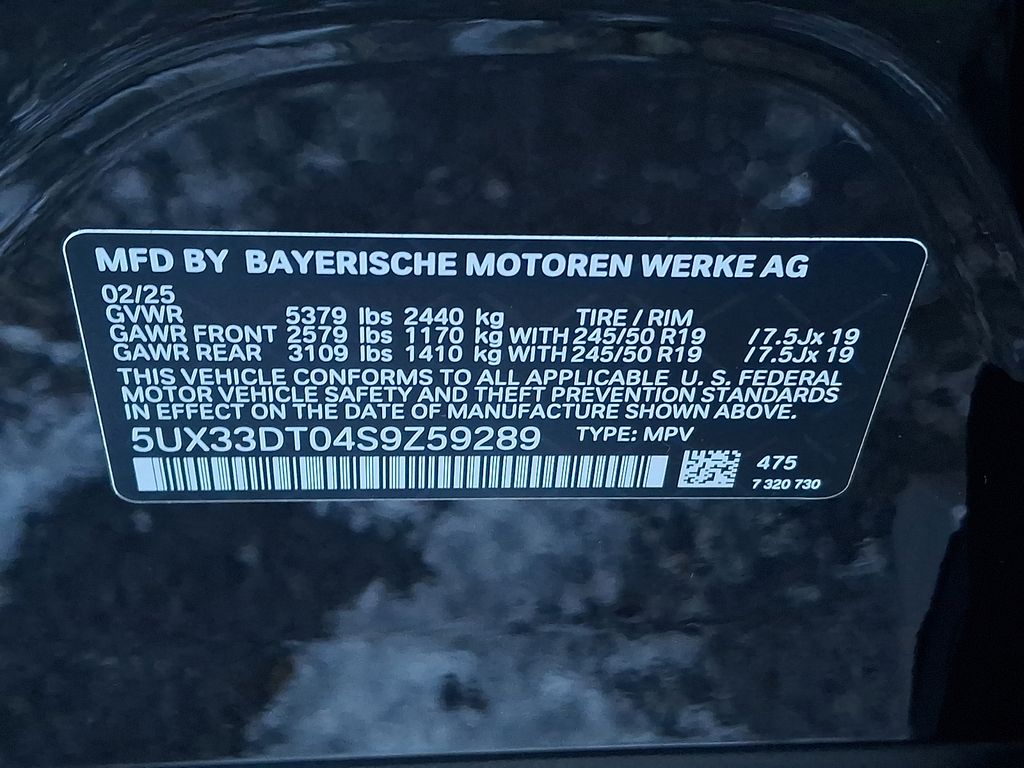 MFD BY BAYERISCHE MOTOREN WERKE AG
02/25
GVWR 5379 lbs 2440 kg TIRE / RIM
GAWR FRONT 2579 lbs 1170 kg WITH 245/50 R19 /7.5Jx 19
GAWR REAR 3109 lbs 1410 kg WITH 245/50 R19 /7.5Jx 19
THIS VEHICLE CONFORMS TO ALL APPLICABLE U. S. FEDERAL
MOTOR VEHICLE SAFETY AND THEFT PREVENTION STANDARDS
IN EFFECT ON THE DATE OF MANUFACTURE SHOWN ABOVE.
5UX33DT04S9Z59289 TYPE: MPV
475
7 320 730